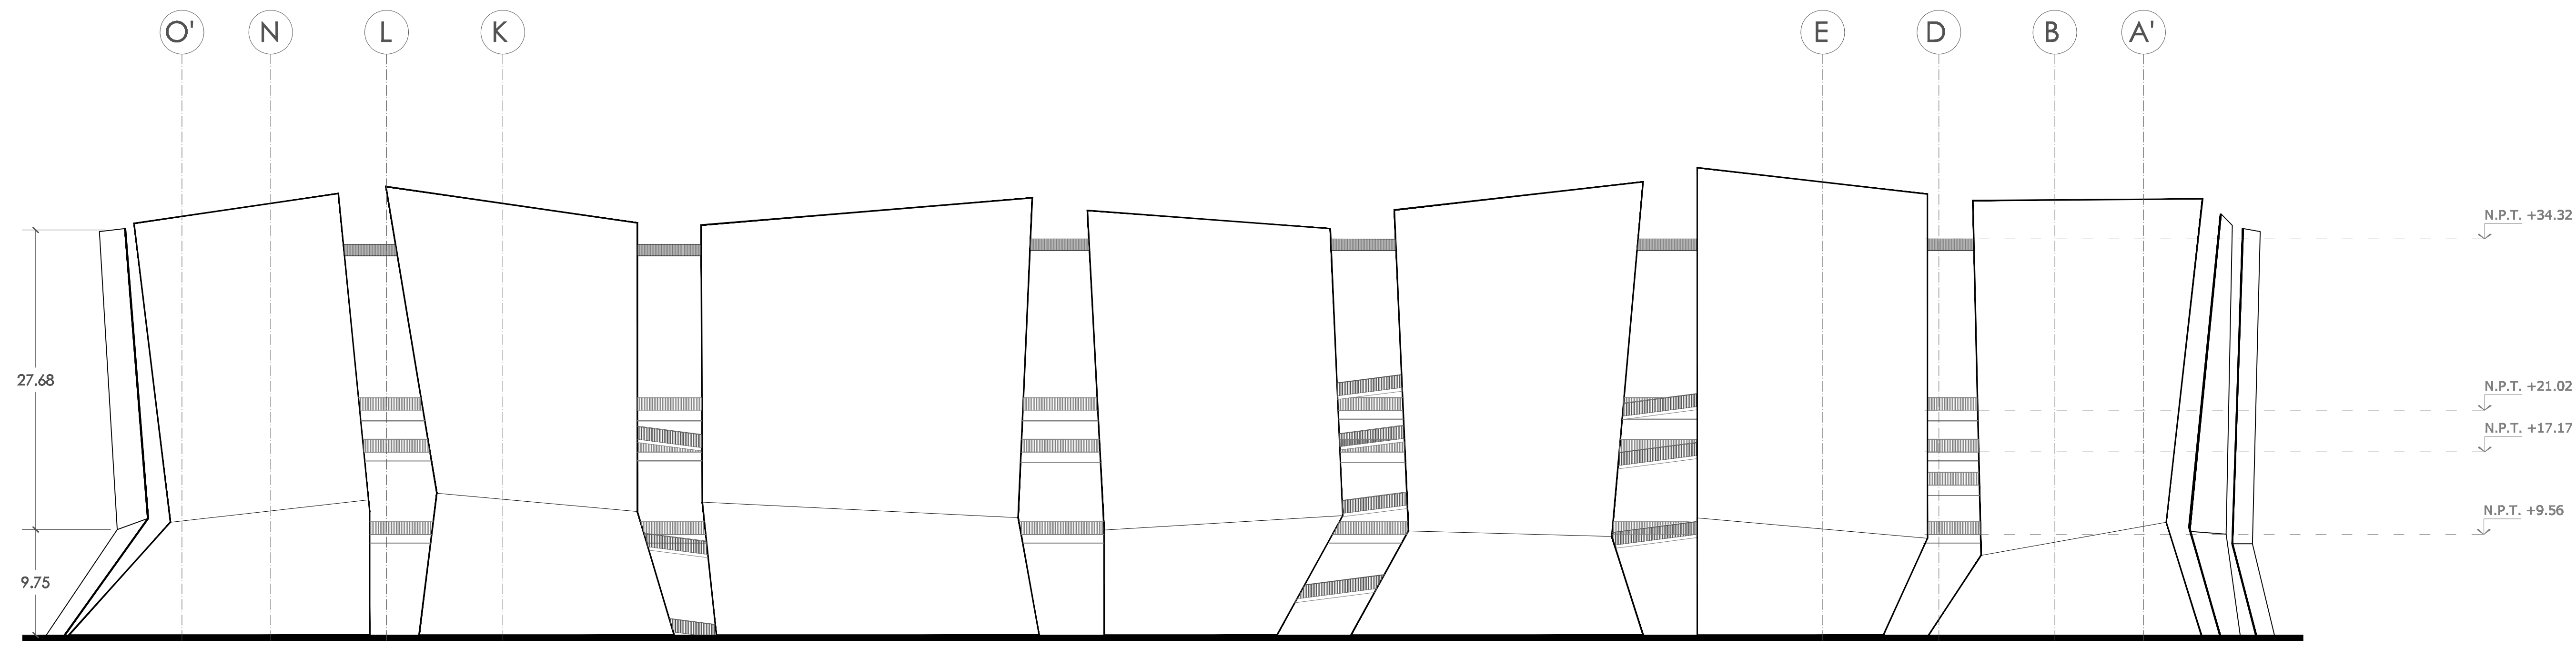 O' N L K E D B A'
N.P.T. +34.32
27.68
N.P.T. +21.02
N.P.T. +17.17
N.P.T. +9.56
9.75